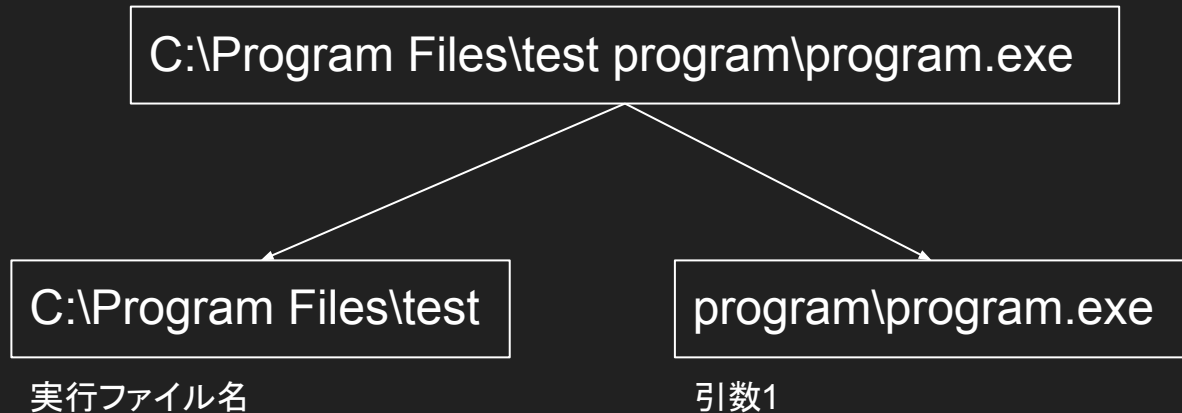 C:\Program Files\test program\program.exe
C:\Program Files\test
program\program.exe
実行ファイル名
引数1